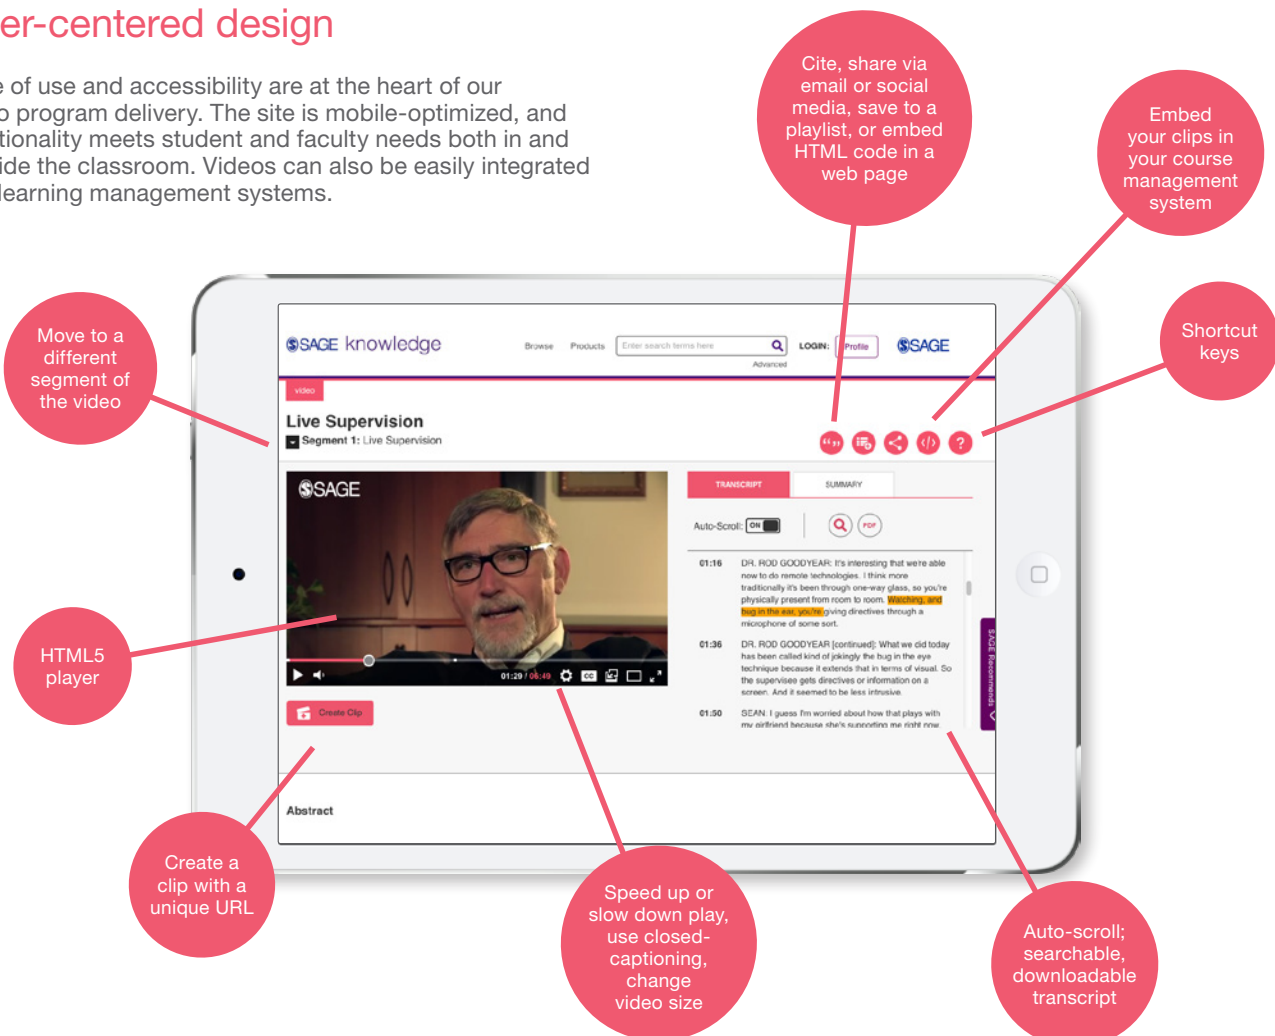 er-centered design
e of use and accessibility are at the heart of our
o program delivery. The site is mobile-optimized, and
tionality meets student and faculty needs both in and
ide the classroom. Videos can also be easily integrated
learning management systems.
Cite, share via
email or social
media, save to a
playlist, or embed
HTML code in a
web page
Embed
your clips in
your course
management
system
Shortcut
keys
Move to a
different
segment of
the video
SAGE knowledge
Browse Products Enter search terms here LOGIN: Profile SAGE
Advanced
video
Live Supervision
Segment 1: Live Supervision
“ ” </> ?
SAGE
TRANSCRIPT SUMMARY
Auto-Scroll: ON PDF
01:16 DR. ROD GOODYEAR: It's interesting that we're able
now to do remote technologies. I think more
traditionally it's been through one-way glass, so you're
physically present from room to room. Watching, and
bug in the ear, you're giving directives through a
microphone of some sort.
01:36 DR. ROD GOODYEAR [continued]: What we did today
has been called kind of jokingly the bug in the eye
technique because it extends that in terms of visual. So
the supervisee gets directives or information on a
screen. And it seemed to be less intrusive.
01:50 SEAN: I guess I'm worried about how that plays with
my girlfriend because she's supporting me right now.
SAGE Recommends
HTML5
player
01:29 / 06:49 CC
Create Clip
Abstract
Create a
clip with a
unique URL
Speed up or
slow down play,
use closed-
captioning,
change
video size
Auto-scroll;
searchable,
downloadable
transcript